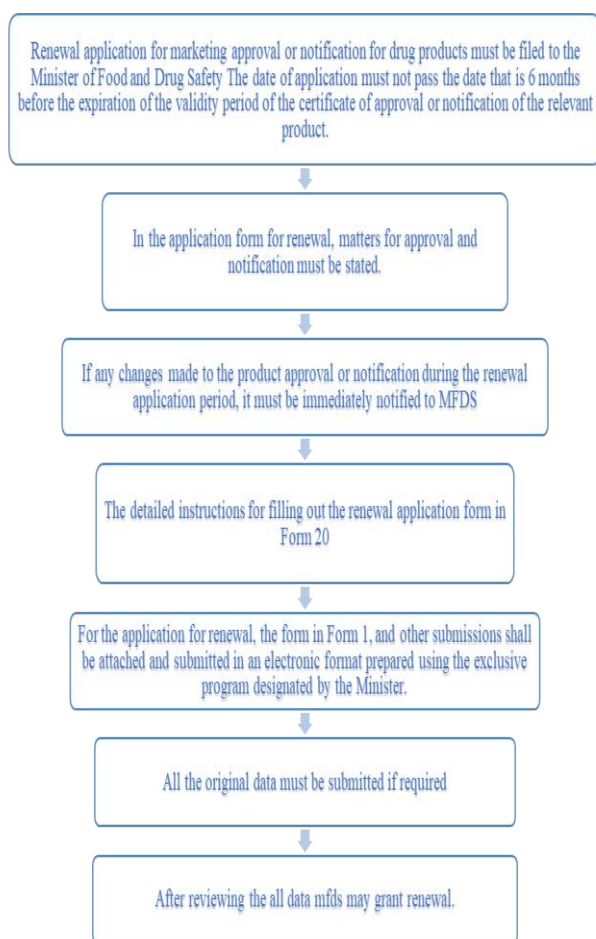 Renewal application for marketing approval or notification for drug products must be filed to the
Minister of Food and Drug Safety The date of application must not pass the date that is 6 months
before the expiration of the validity period of the certificate of approval or notification of the relevant
product.
In the application form for renewal, matters for approval and
notification must be stated.
If any changes made to the product approval or notification during the renewal
application period, it must be immediately notified to MFDS
The detailed instructions for filling out the renewal application form in
Form 20
For the application for renewal, the form in Form 1, and other submissions shall
be attached and submitted in an electronic format prepared using the exclusive
program designated by the Minister.
All the original data must be submitted if required
After reviewing the all data mfds may grant renewal.